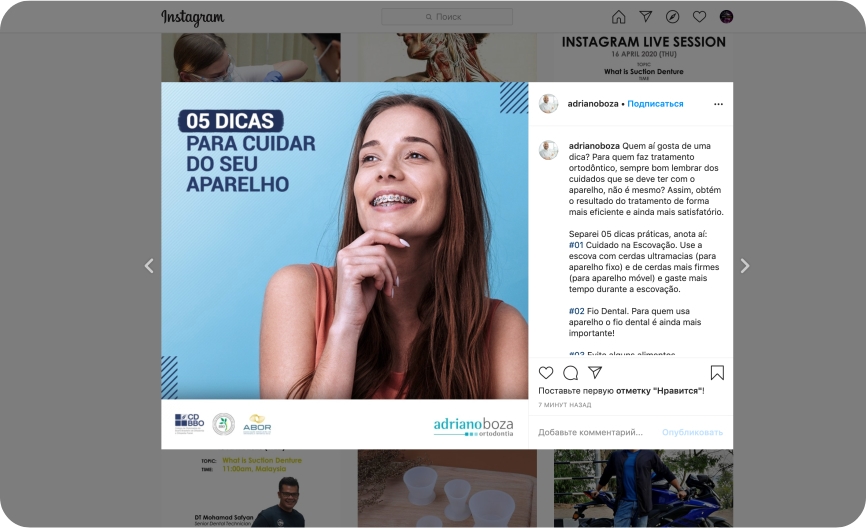 Instagram
Поиск
INSTAGRAM LIVE SESSION
16 APRIL 2020 (THU)
TOPIC:
What is Suction Denture
TIME
05 DICAS
PARA CUIDAR
DO SEU
APARELHO
CD
BBO
ABOR
adrianoboza
ortodontia
adrianoboza • Подписаться
adrianoboza Quem aí gosta de uma
dica? Para quem faz tratamento
ortodôntico, sempre bom lembrar dos
cuidados que se deve ter com o
aparelho, não é mesmo? Assim, obtém
o resultado do tratamento de forma
mais eficiente e ainda mais satisfatório.
Separei 05 dicas práticas, anota aí:
#01 Cuidado na Escovação. Use a
escova com cerdas ultramacias (para
aparelho fixo) e de cerdas mais firmes
(para aparelho móvel) e gaste mais
tempo durante a escovação.
#02 Fio Dental. Para quem usa
aparelho o fio dental é ainda mais
importante!
#03 Evite alguns alimentos
Поставьте первую отметку "Нравится"!
7 МИНУТ НАЗАД
Добавьте комментарий...
Опубликовать
TOPIC: What is Suction Denture
TIME: 11:00am, Malaysia
DT Mohamad Safyan
Senior Dental Technician